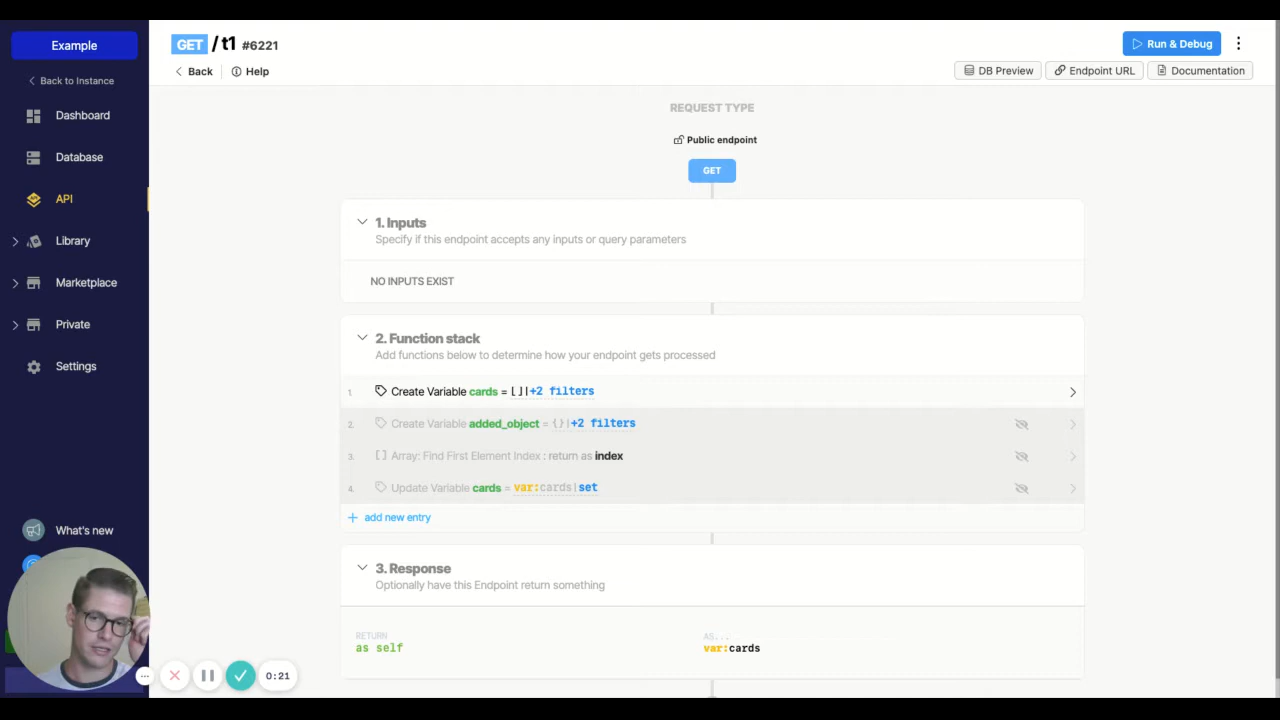 Example
Back to Instance
Dashboard
Database
API
Library
Marketplace
Private
Settings
What's new
GET / t1 #6221
Run & Debug
Back
Help
DB Preview
Endpoint URL
Documentation
REQUEST TYPE
Public endpoint
GET
1. Inputs
Specify if this endpoint accepts any inputs or query parameters
NO INPUTS EXIST
2. Function stack
Add functions below to determine how your endpoint gets processed
1. Create Variable cards = []|+2 filters
2. Create Variable added_object = {}|+2 filters
3. [] Array: Find First Element Index : return as index
4. Update Variable cards = var:cards|set
+ add new entry
3. Response
Optionally have this Endpoint return something
RETURN
as self
AS...
var:cards
0:21